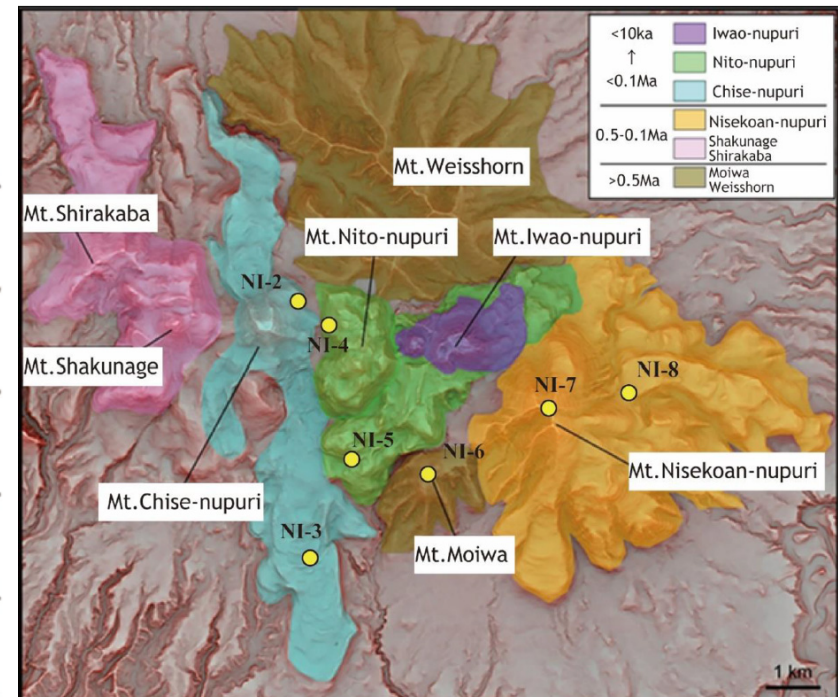 <10ka
↑
<0.1Ma
0.5-0.1Ma
>0.5Ma
Iwao-nupuri
Nito-nupuri
Chise-nupuri
Nisekoan-nupuri
Shakunage
Shirakaba
Moiwa
Weisshorn
Mt.Weisshorn
Mt.Shirakaba
Mt.Nito-nupuri
Mt.Iwao-nupuri
NI-2
NI-4
Mt.Shakunage
NI-7
NI-8
NI-5
NI-6
Mt.Nisekoan-nupuri
Mt.Chise-nupuri
NI-3
Mt.Moiwa
1 km